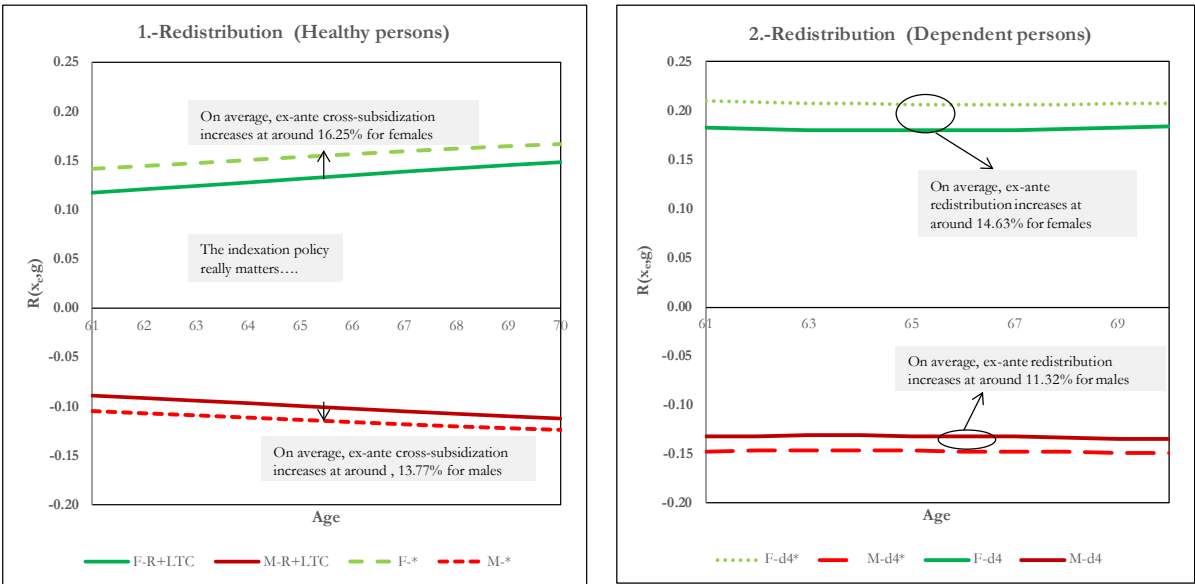 1.-Redistribution (Healthy persons)
R(xe,g)
0.25
0.20
0.15
0.10
0.05
0.00
-0.05
-0.10
-0.15
-0.20
On average, ex-ante cross-subsidization
increases at around 16.25% for females
The indexation policy
really matters….
61 62 63 64 65 66 67 68 69 70
On average, ex-ante cross-subsidization
increases at around , 13.77% for males
Age
F-R+LTC M-R+LTC F-* M-*
2.-Redistribution (Dependent persons)
R(xe,g)
0.25
0.20
0.15
0.10
0.05
0.00
-0.05
-0.10
-0.15
-0.20
On average, ex-ante
redistribution increases at
around 14.63% for females
61 63 65 67 69
On average, ex-ante redistribution
increases at around 11.32% for males
Age
F-d4* M-d4* F-d4 M-d4